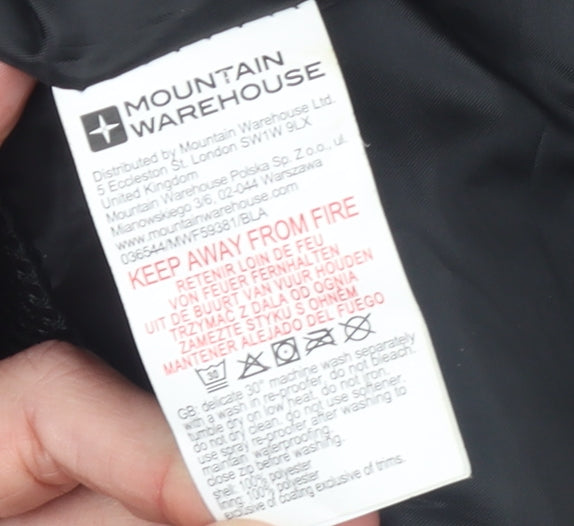 MOUNTAIN
WAREHOUSE
Distributed by Mountain Warehouse Ltd.
5 Eccleston St. London SW1W 9LX
United Kingdom
Mountain Warehouse Polska Sp. Z o.o., ul.
Mianowskiego 3/6, 02-044 Warszawa
www.mountainwarehouse.com
036544/MWF59381/BLA
KEEP AWAY FROM FIRE
RETENIR LOIN DE FEU
VON FEUER FERNHALTEN
UIT DE BUURT VAN VUUR HOUDEN
TRZYMAĆ Z DALA OD OGNIA
ZAMEZTE STYKU S OHNĚM
MANTENER ALEJADO DEL FUEGO
30
GB: delicate 30° machine wash separately
with a wash in re-proofer, do not bleach.
tumble dry on low heat. do not iron.
do not dry clean. do not use softener.
use spray re-proofer after washing to
maintain waterproofing.
close zip before washing.
shell: 100% polyester
lining: 100% polyester
exclusive of coating exclusive of trims.